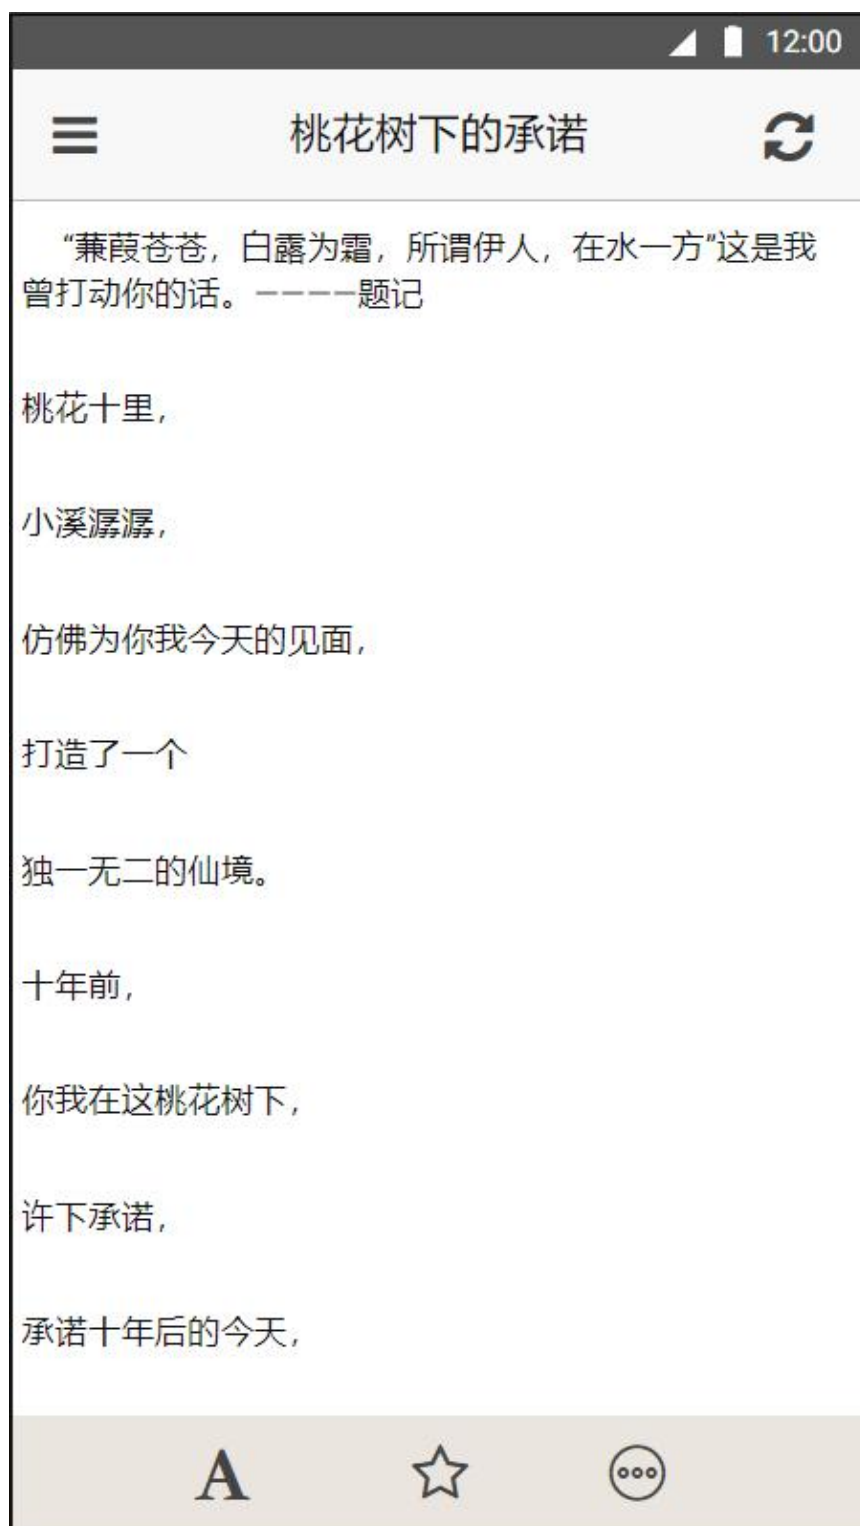 12:00
桃花树下的承诺
“蒹葭苍苍，白露为霜，所谓伊人，在水一方”这是我
曾打动你的话。————题记
桃花十里，
小溪潺潺，
仿佛为你我今天的见面，
打造了一个
独一无二的仙境。
十年前，
你我在这桃花树下，
许下承诺，
承诺十年后的今天，
A